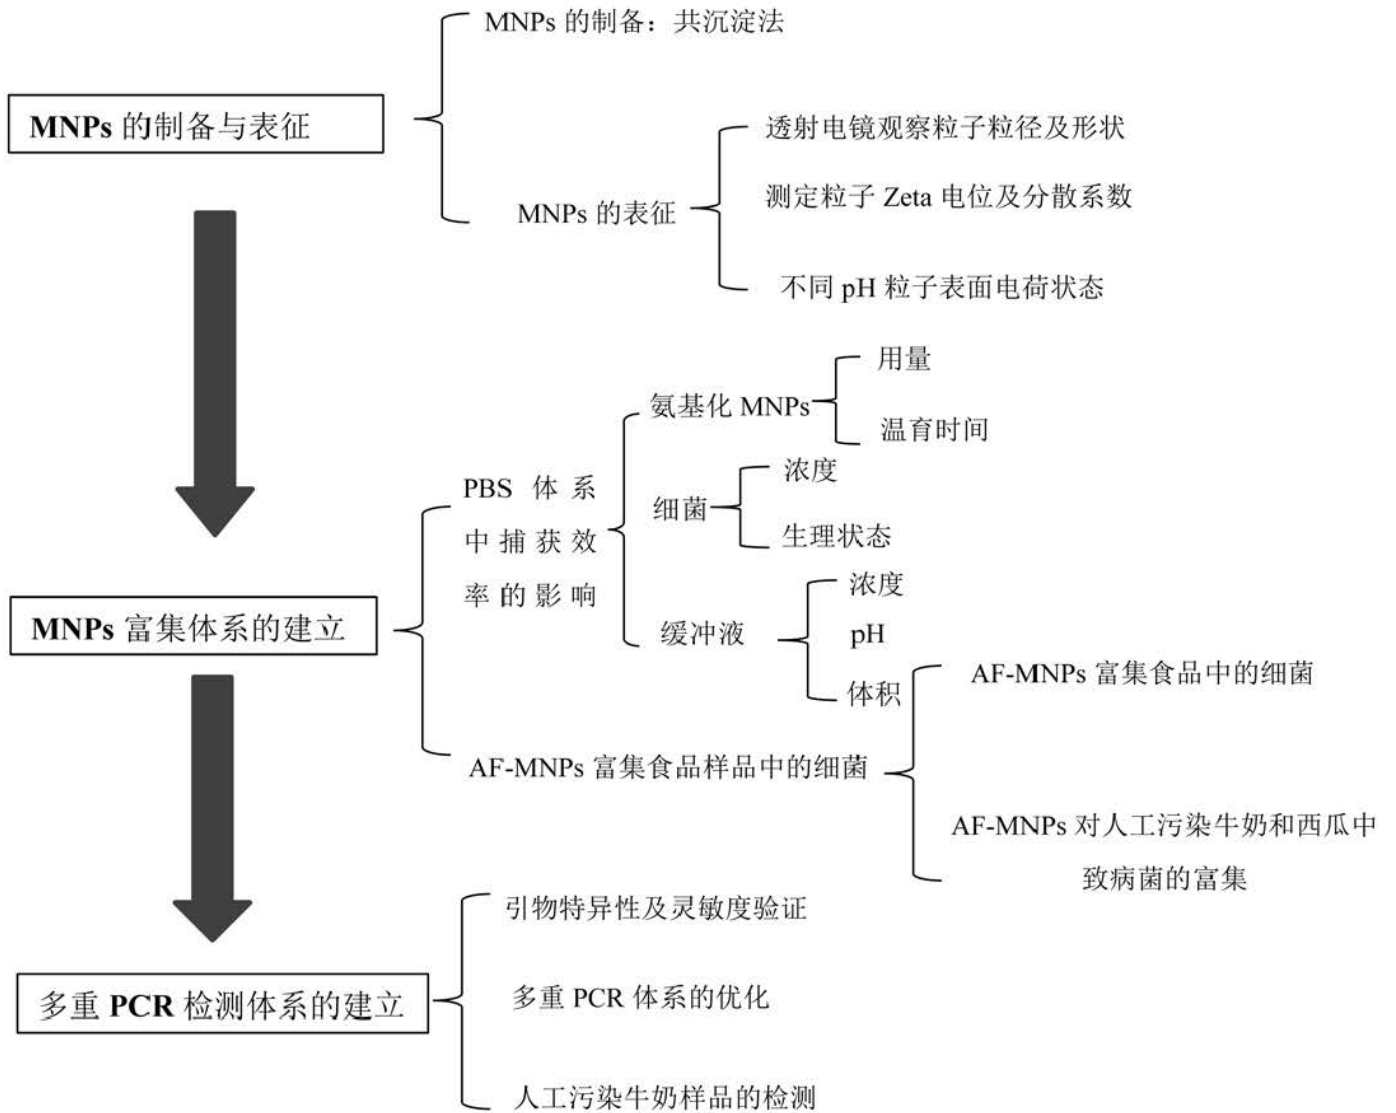 MNPs 的制备：共沉淀法
MNPs 的制备与表征
透射电镜观察粒子粒径及形状
测定粒子 Zeta 电位及分散系数
MNPs 的表征
不同 pH 粒子表面电荷状态
用量
氨基化 MNPs
温育时间
浓度
PBS 体系
细菌
中捕获效
生理状态
浓度
率的影响
MNPs 富集体系的建立
缓冲液
pH
体积
AF-MNPs 富集食品中的细菌
AF-MNPs 富集食品样品中的细菌
AF-MNPs 对人工污染牛奶和西瓜中
致病菌的富集
引物特异性及灵敏度验证
多重 PCR 检测体系的建立
多重 PCR 体系的优化
人工污染牛奶样品的检测